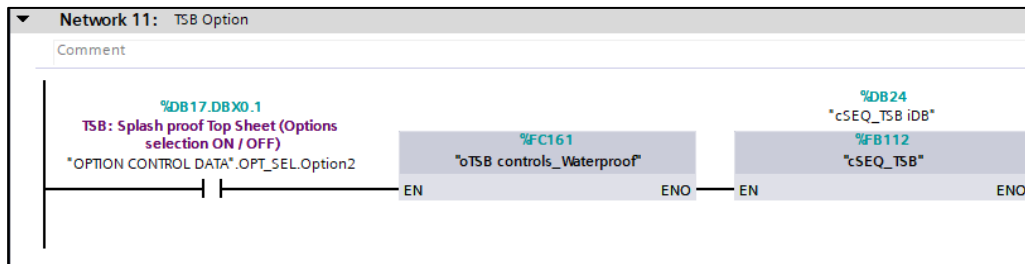 Network 11: TSB Option
Comment
%DB17.DBX0.1
TSB: Splash proof Top Sheet (Options
selection ON / OFF)
"OPTION CONTROL DATA".OPT_SEL.Option2
%FC161
"oTSB controls_Waterproof"
EN ENO
%DB24
"cSEQ_TSB iDB"
%FB112
"cSEQ_TSB"
EN ENO